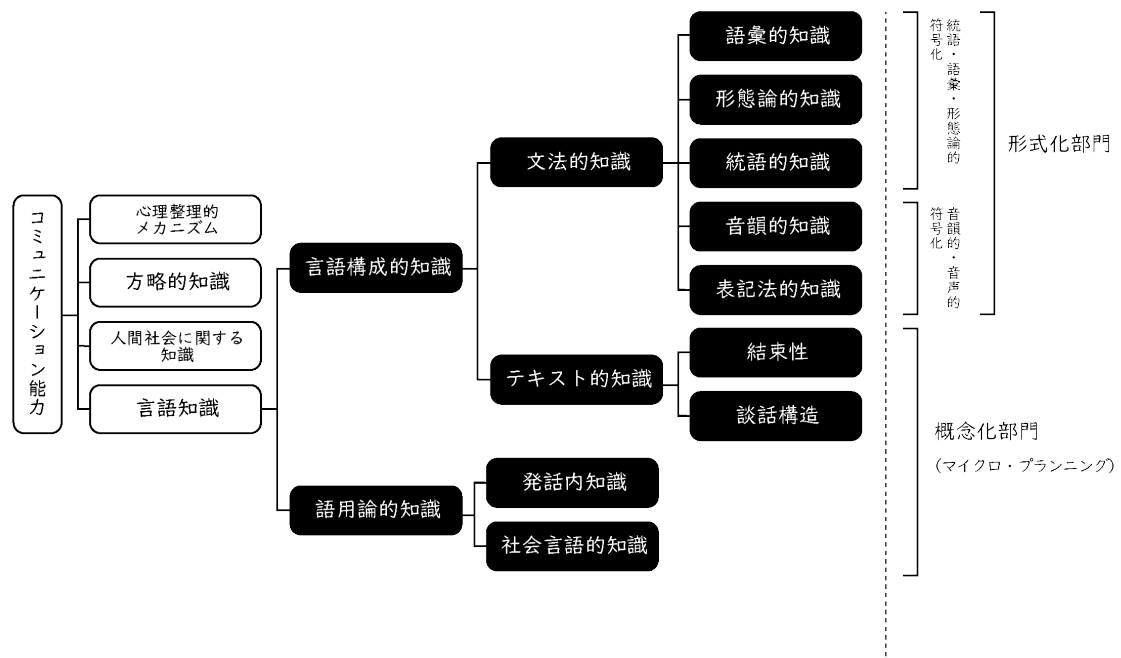 コミュニケーション能力
心理整理的
メカニズム
方略的知識
人間社会に関する
知識
言語知識
言語構成的知識
語用論的知識
文法的知識
テキスト的知識
発話内知識
社会言語的知識
語彙的知識
形態論的知識
統語的知識
音韻的知識
表記法的知識
結束性
談話構造
統語・語彙・形態論的
符号化
音韻的・音声的
符号化
形式化部門
概念化部門
(マイクロ・プランニング)